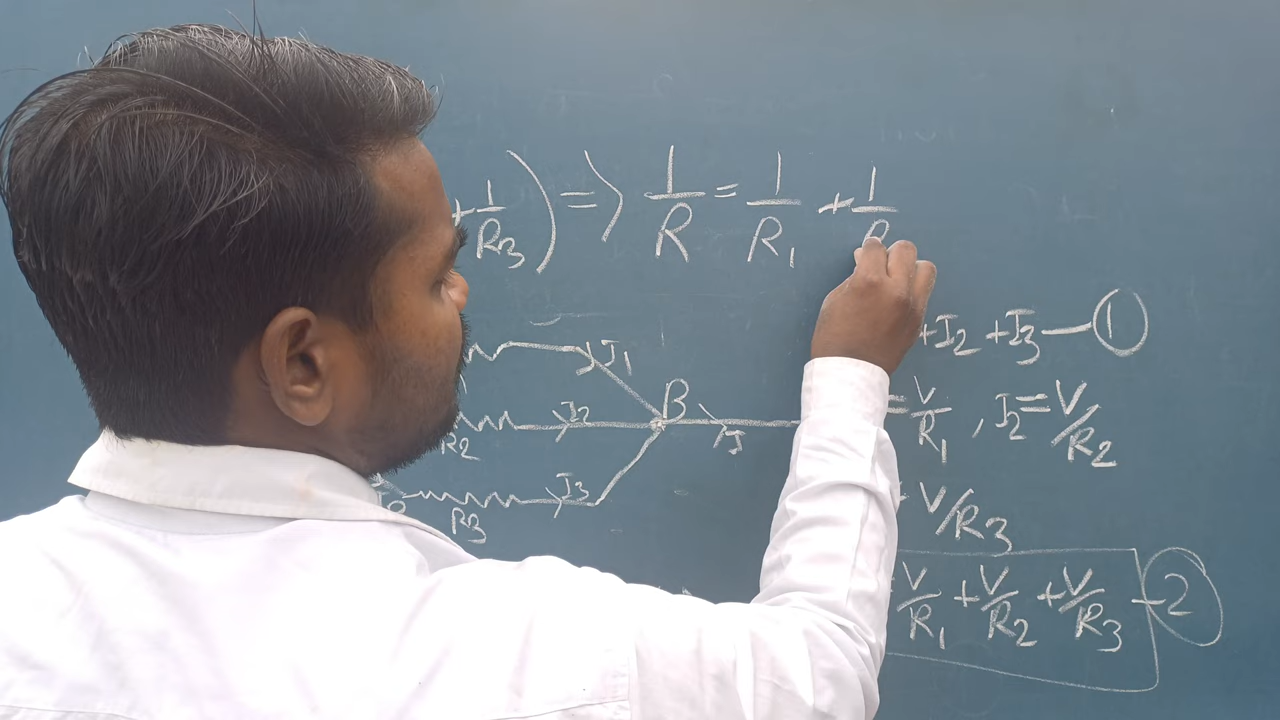 + 1/R3) => 1/R = 1/R1 + 1/R
+I2 +I3 — 1
I1
B
= V/R1 , I2 = V/R2
I2
R2
I
I3
R3
V/R3
V/R1 + V/R2 + V/R3 — 2